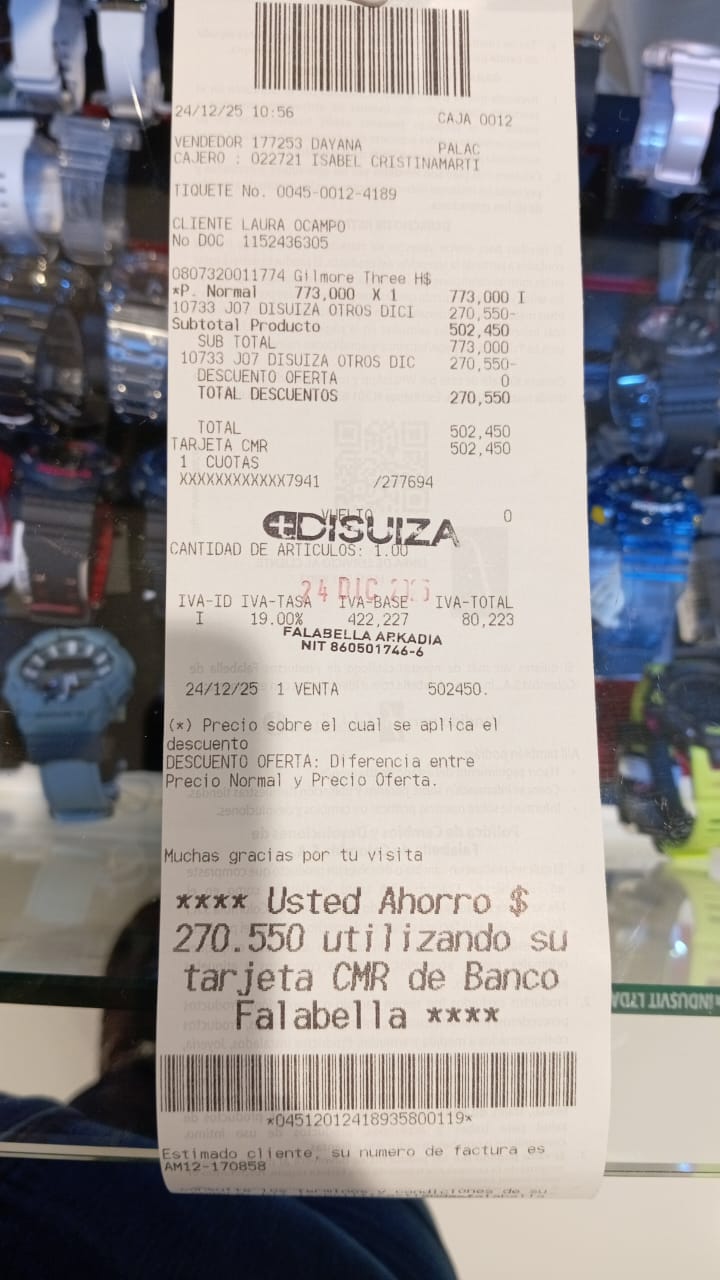 24/12/25 10:56 CAJA 0012
VENDEDOR 177253 DAYANA PALAC
CAJERO : 022721 ISABEL CRISTINAMARTI
TIQUETE No. 0045-0012-4189
CLIENTE LAURA OCAMPO
No DOC 1152436305
0807320011774 Gilmore Three H$
*P. Normal 773,000 X 1 773,000 I
10733 J07 DISUIZA OTROS DICI 270,550-
Subtotal Producto 502,450
SUB TOTAL 773,000
10733 J07 DISUIZA OTROS DIC 270,550-
DESCUENTO OFERTA 0
TOTAL DESCUENTOS 270,550
TOTAL 502,450
TARJETA CMR 502,450
1 CUOTAS
XXXXXXXXXXXX7941 /277694
VUELTO 0
DISUIZA
CANTIDAD DE ARTICULOS: 1.00
24 DIC
IVA-ID IVA-TASA IVA-BASE IVA-TOTAL
I 19.00% 422,227 80,223
FALABELLA ARKADIA
NIT 860501746-6
24/12/25 1 VENTA 502450.
(*) Precio sobre el cual se aplica el
descuento
DESCUENTO OFERTA: Diferencia entre
Precio Normal y Precio Oferta.
Muchas gracias por tu visita
**** Usted Ahorro $
270.550 utilizando su
tarjeta CMR de Banco
Falabella ****
*04512012418935800119*
Estimado cliente, su numero de factura es
AM12-170858
INDUSVIT LTDA